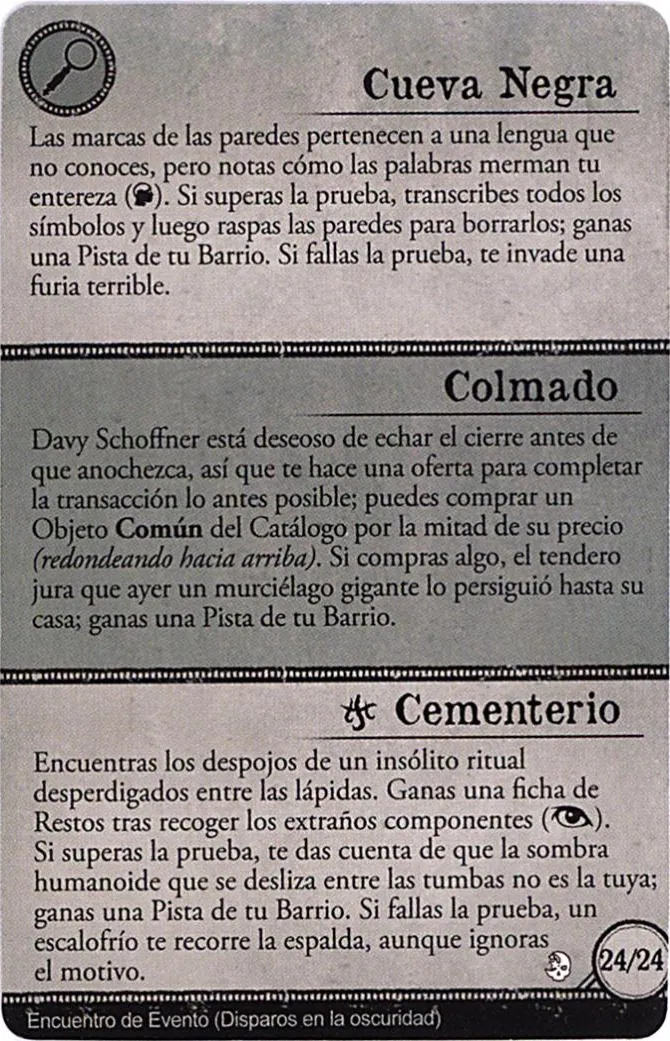 Cueva Negra
Las marcas de las paredes pertenecen a una lengua que
no conoces, pero notas cómo las palabras merman tu
entereza (). Si superas la prueba, transcribes todos los
símbolos y luego raspas las paredes para borrarlos; ganas
una Pista de tu Barrio. Si fallas la prueba, te invade una
furia terrible.
Colmado
Davy Schoffner está deseoso de echar el cierre antes de
que anochezca, así que te hace una oferta para completar
la transacción lo antes posible; puedes comprar un
Objeto Común del Catálogo por la mitad de su precio
(redondeando hacia arriba). Si compras algo, el tendero
jura que ayer un murciélago gigante lo persiguió hasta su
casa; ganas una Pista de tu Barrio.
Cementerio
Encuentras los despojos de un insólito ritual
desperdigados entre las lápidas. Ganas una ficha de
Restos tras recoger los extraños componentes ().
Si superas la prueba, te das cuenta de que la sombra
humanoide que se desliza entre las tumbas no es la tuya;
ganas una Pista de tu Barrio. Si fallas la prueba, un
escalofrío te recorre la espalda, aunque ignoras
el motivo.
24/24
Encuentro de Evento (Disparos en la oscuridad)